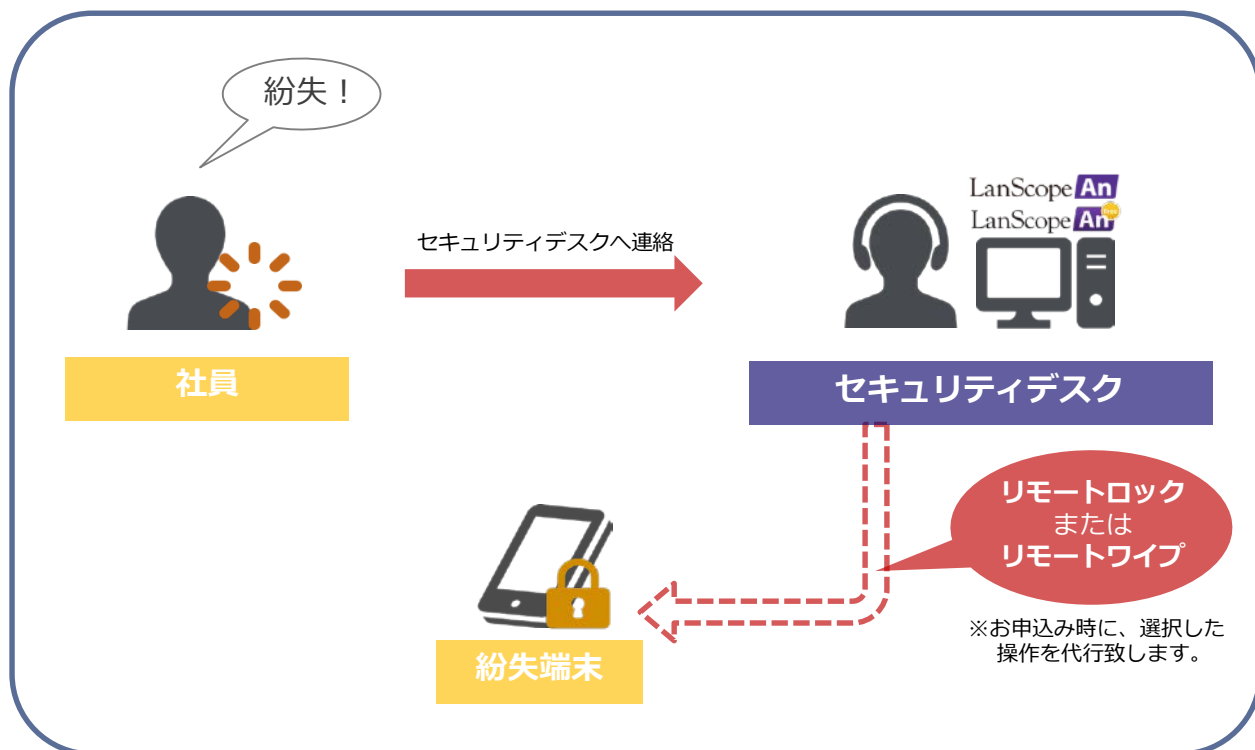 紛失！
LanScope An
LanScope An
セキュリティデスクへ連絡
社員
セキュリティデスク
リモートロック
または
リモートワイプ
※お申込み時に、選択した
操作を代行致します。
紛失端末